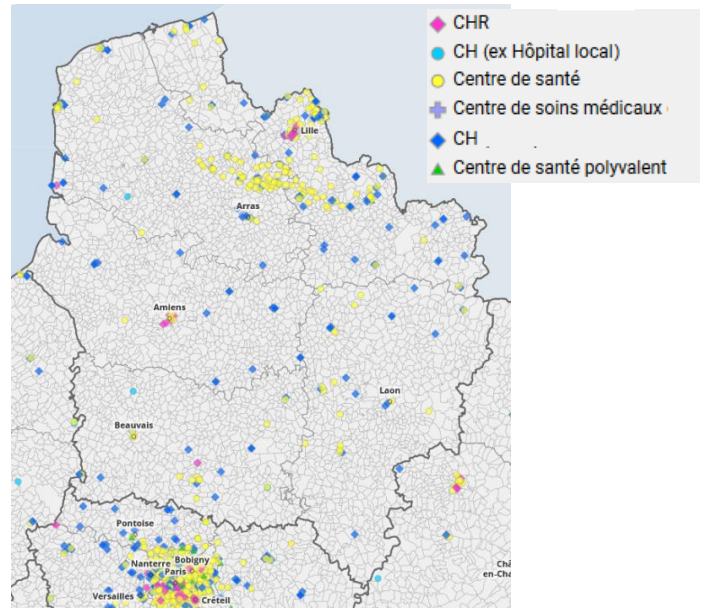 CHR
CH (ex Hôpital local)
Centre de santé
Centre de soins médicaux
CH
Centre de santé polyvalent
Lille
Arras
Amiens
Laon
Beauvais
Pontoise
Nanterre
Bobigny
Paris
Versailles
Créteil
Châ
en-Cha